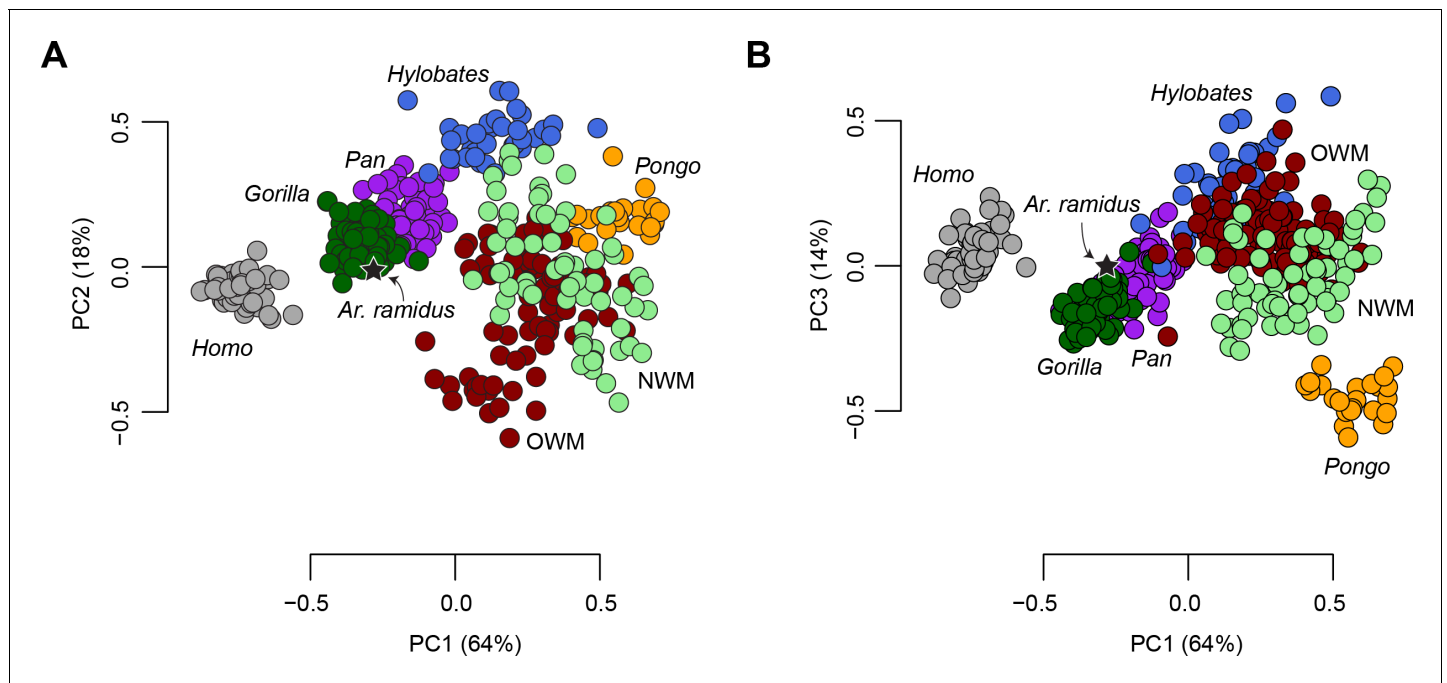 A
Hylobates
Pan
Pongo
Gorilla
Ar. ramidus
Homo
NWM
OWM
0.5
0.0
−0.5
PC2 (18%)
−0.5
0.0
0.5
PC1 (64%)
B
Hylobates
OWM
Homo
Ar. ramidus
NWM
Gorilla
Pan
Pongo
0.5
0.0
−0.5
PC3 (14%)
−0.5
0.0
0.5
PC1 (64%)